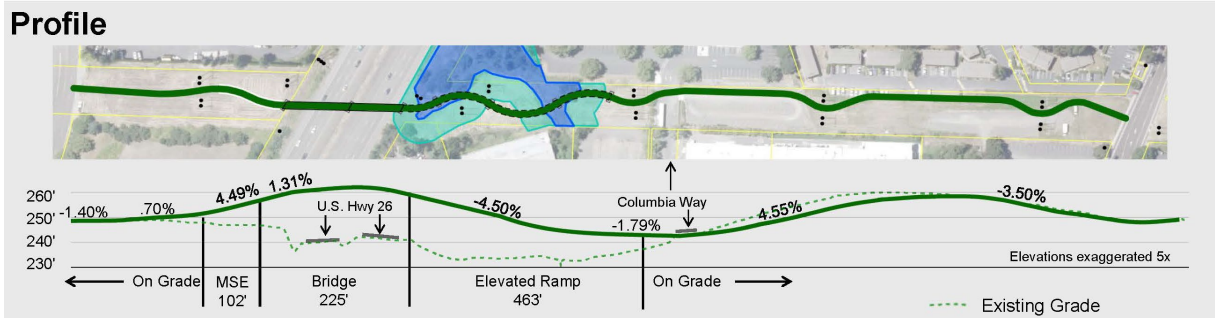 Profile
260'
250'
240'
230'
-1.40%
.70%
4.49%
1.31%
U.S. Hwy 26
-4.50%
-1.79%
Columbia Way
4.55%
-3.50%
Elevations exaggerated 5x
On Grade
MSE
102'
Bridge
225'
Elevated Ramp
463'
On Grade
Existing Grade